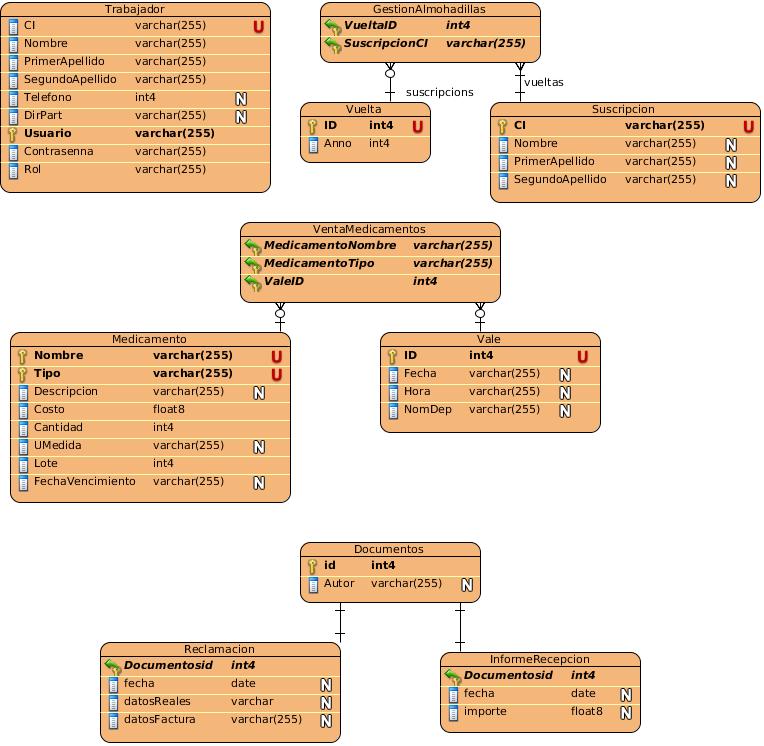 Trabajador
CI varchar(255) U
Nombre varchar(255)
PrimerApellido varchar(255)
SegundoApellido varchar(255)
Telefono int4 N
DirPart varchar(255) N
Usuario varchar(255)
Contrasenna varchar(255)
Rol varchar(255)
GestionAlmohadillas
VueltaID int4
SuscripcionCI varchar(255)
suscripcions
vueltas
Vuelta
ID int4 U
Anno int4
Suscripcion
CI varchar(255) U
Nombre varchar(255) N
PrimerApellido varchar(255) N
SegundoApellido varchar(255) N
VentaMedicamentos
MedicamentoNombre varchar(255)
MedicamentoTipo varchar(255)
ValeID int4
Medicamento
Nombre varchar(255) U
Tipo varchar(255) U
Descripcion varchar(255) N
Costo float8
Cantidad int4
UMedida varchar(255) N
Lote int4
FechaVencimiento varchar(255) N
Vale
ID int4 U
Fecha varchar(255) N
Hora varchar(255) N
NomDep varchar(255) N
Documentos
id int4
Autor varchar(255) N
Reclamacion
Documentosid int4
fecha date N
datosReales varchar N
datosFactura varchar(255) N
InformeRecepcion
Documentosid int4
fecha date N
importe float8 N